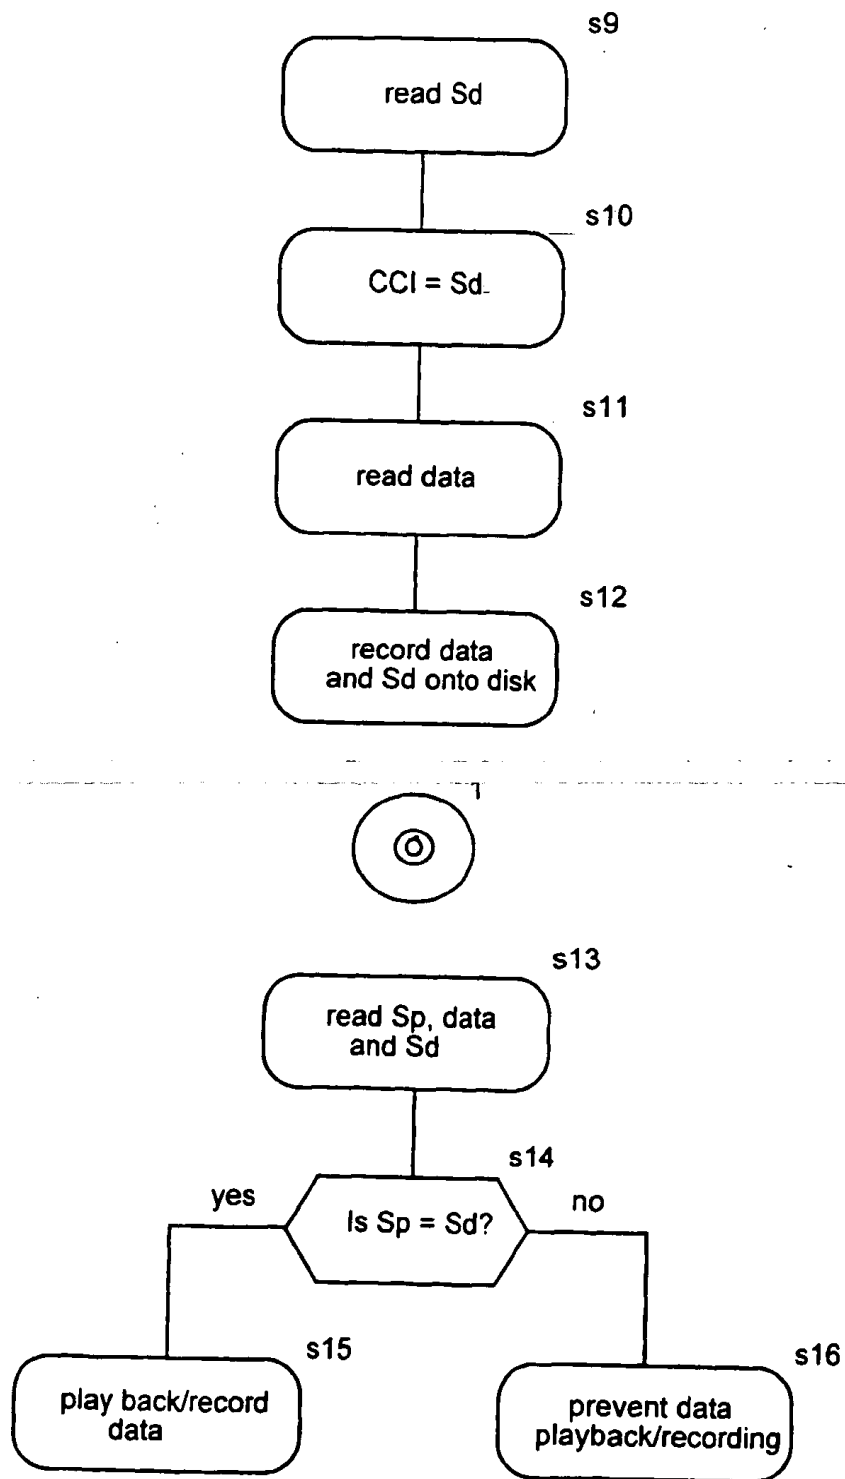 s9
read Sd
s10
CCI = Sd
s11
read data
s12
record data
and Sd onto disk
1
s13
read Sp, data
and Sd
s14
yes
Is Sp = Sd?
no
s15
s16
play back/record
data
prevent data
playback/recording